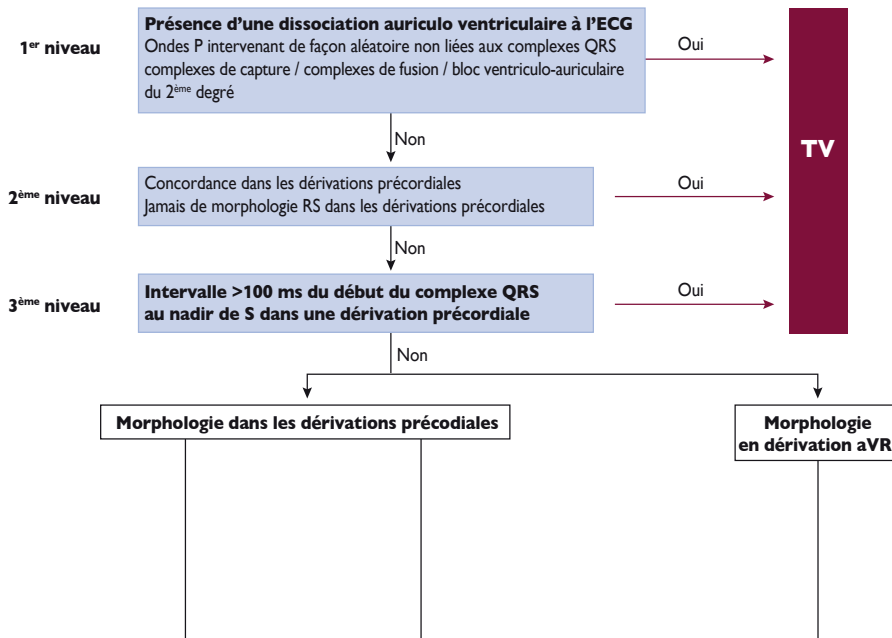 Présence d'une dissociation auriculo ventriculaire à l'ECG
1er niveau
Ondes P intervenant de façon aléatoire non liées aux complexes QRS
complexes de capture / complexes de fusion / bloc ventriculo-auriculaire
du 2ème degré
Oui
TV
Non
2ème niveau
Concordance dans les dérivations précordiales
Jamais de morphologie RS dans les dérivations précordiales
Oui
Non
3ème niveau
Intervalle >100 ms du début du complexe QRS
au nadir de S dans une dérivation précordiale
Oui
Non
Morphologie dans les dérivations précodiales
Morphologie
en dérivation aVR